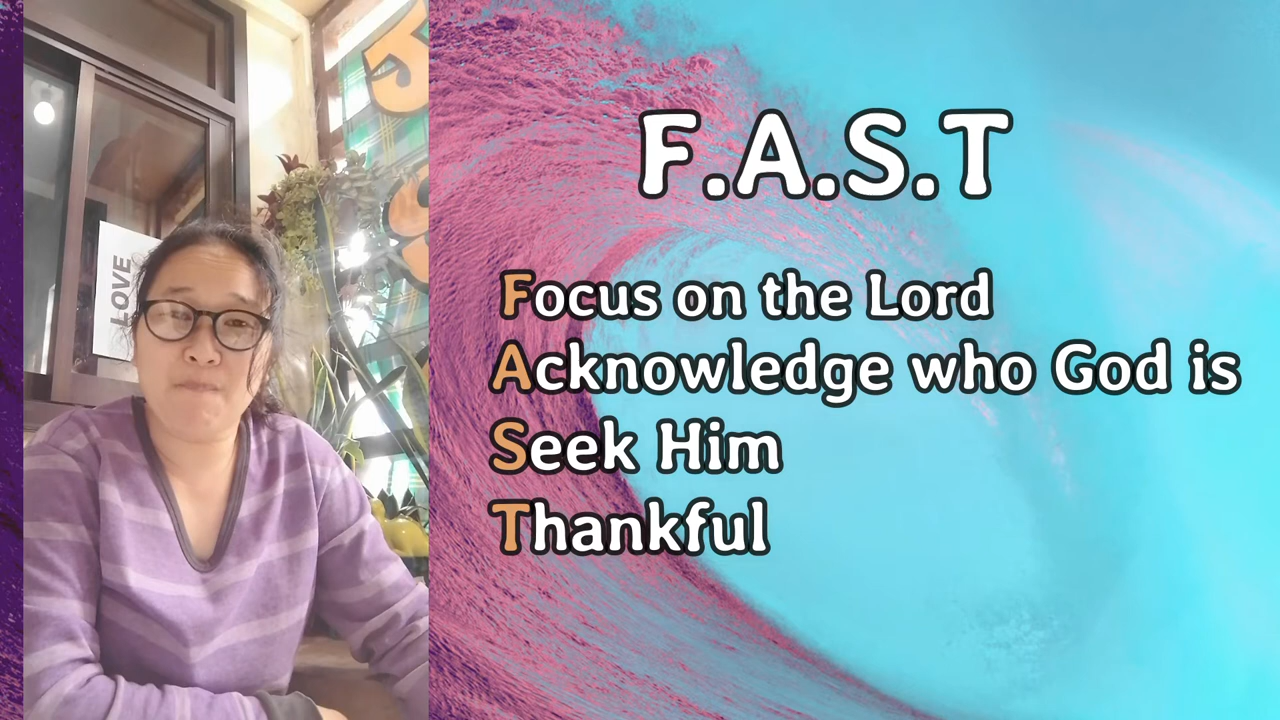 LOVE
F.A.S.T
Focus on the Lord
Acknowledge who God is
Seek Him
Thankful